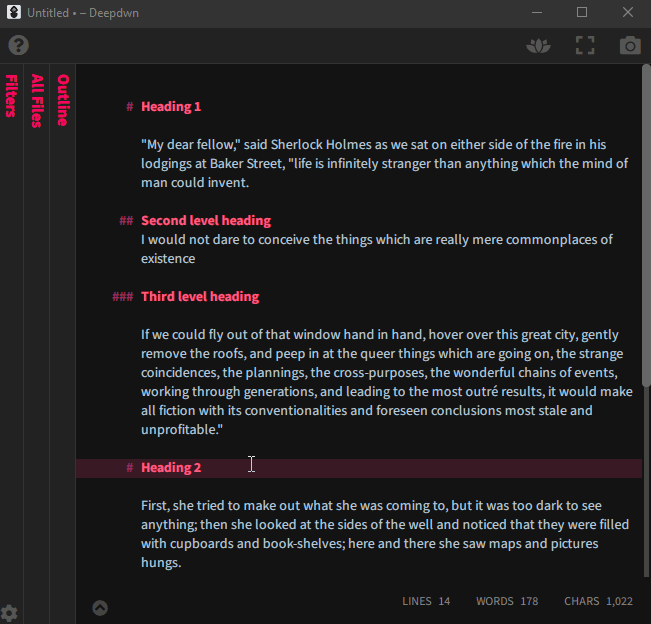 Untitled • – Deepdwn
Filters
All Files
Outline
# Heading 1
"My dear fellow," said Sherlock Holmes as we sat on either side of the fire in his
lodgings at Baker Street, "life is infinitely stranger than anything which the mind of
man could invent.
## Second level heading
I would not dare to conceive the things which are really mere commonplaces of
existence
### Third level heading
If we could fly out of that window hand in hand, hover over this great city, gently
remove the roofs, and peep in at the queer things which are going on, the strange
coincidences, the plannings, the cross-purposes, the wonderful chains of events,
working through generations, and leading to the most outré results, it would make
all fiction with its conventionalities and foreseen conclusions most stale and
unprofitable."
# Heading 2
First, she tried to make out what she was coming to, but it was too dark to see
anything; then she looked at the sides of the well and noticed that they were filled
with cupboards and book-shelves; here and there she saw maps and pictures
hungs.
LINES 14 WORDS 178 CHARS 1,022